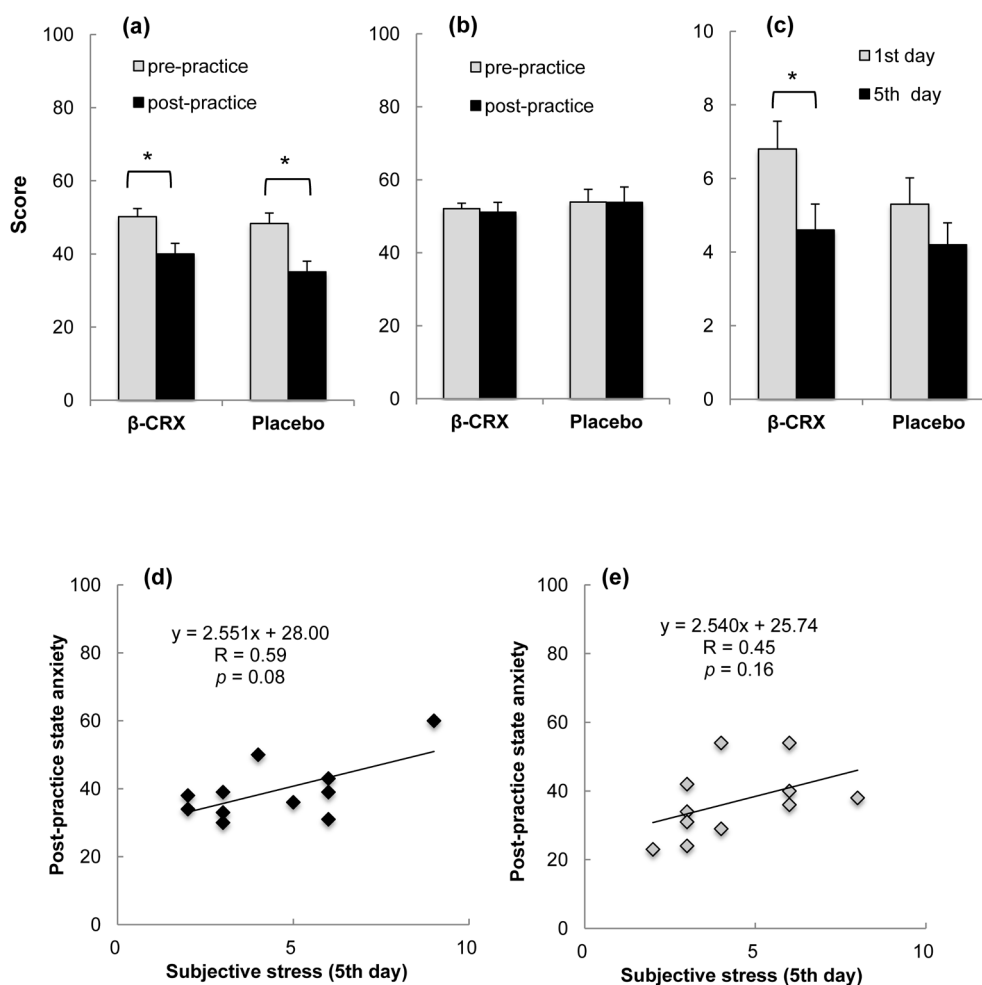 (a)
100
80
60
40
20
0
Score
pre-practice
post-practice
*
*
β-CRX Placebo
(b)
100
80
60
40
20
0
pre-practice
post-practice
β-CRX Placebo
(c)
10
8
6
4
2
0
1st day
5th day
*
β-CRX Placebo
(d)
100
80
60
40
20
0
Post-practice state anxiety
y = 2.551x + 28.00
R = 0.59
p = 0.08
0 5 10
Subjective stress (5th day)
(e)
100
80
60
40
20
0
Post-practice state anxiety
y = 2.540x + 25.74
R = 0.45
p = 0.16
0 5 10
Subjective stress (5th day)